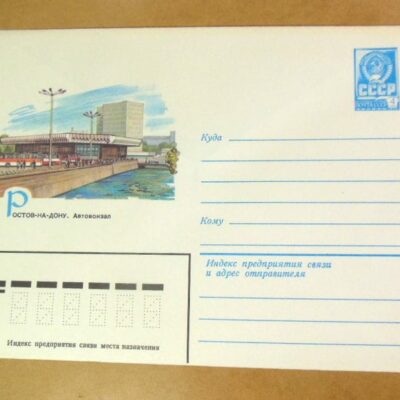 СССР
Куда
РОСТОВ-НА-ДОНУ. Автовокзал
Кому
Индекс предприятия связи
и адрес отправителя
Индекс предприятия связи места назначения